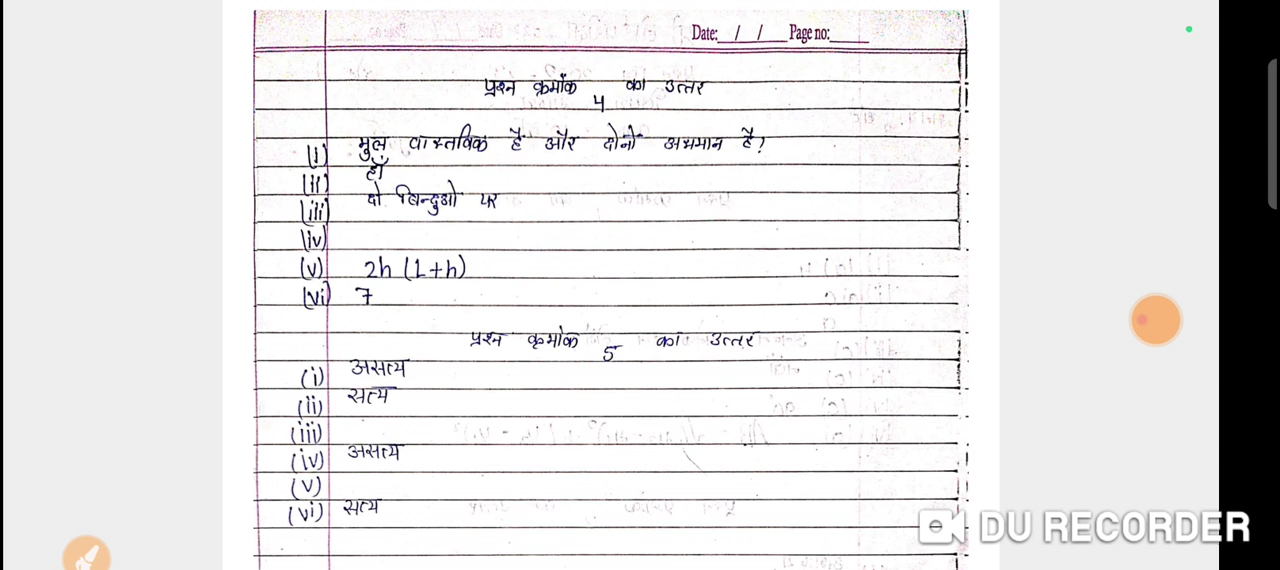 Date: / / Page no:
प्रश्न क्रमांक 4 का उत्तर
(i) मुल वास्तविक हैं और दोनों असमान है?
(ii) हाँ
(iii) दो बिन्दुओ पर
(iv)
(v) 2h (1+h)
(vi) 7
प्रश्न कृमांक 5 का उत्तर
(i) असत्य
(ii) सत्य
(iii)
(iv) असत्य
(v)
(vi) सत्य
DU RECORDER